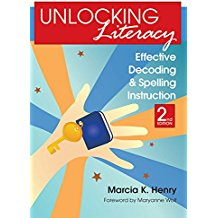 UNLOCKING
Literacy
Effective
Decoding
& Spelling
Instruction
2nd
EDITION
Marcia K. Henry
Foreword by Maryanne Wolf